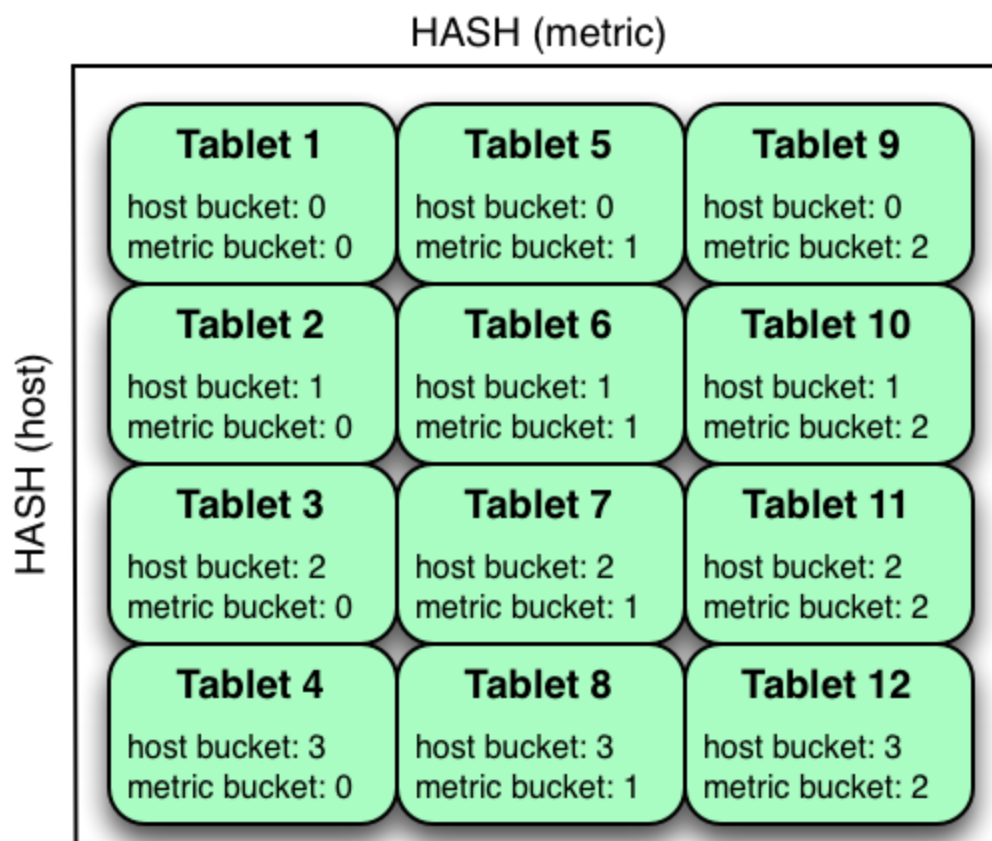 HASH (metric)
HASH (host)
Tablet 1
host bucket: 0
metric bucket: 0
Tablet 5
host bucket: 0
metric bucket: 1
Tablet 9
host bucket: 0
metric bucket: 2
Tablet 2
host bucket: 1
metric bucket: 0
Tablet 6
host bucket: 1
metric bucket: 1
Tablet 10
host bucket: 1
metric bucket: 2
Tablet 3
host bucket: 2
metric bucket: 0
Tablet 7
host bucket: 2
metric bucket: 1
Tablet 11
host bucket: 2
metric bucket: 2
Tablet 4
host bucket: 3
metric bucket: 0
Tablet 8
host bucket: 3
metric bucket: 1
Tablet 12
host bucket: 3
metric bucket: 2